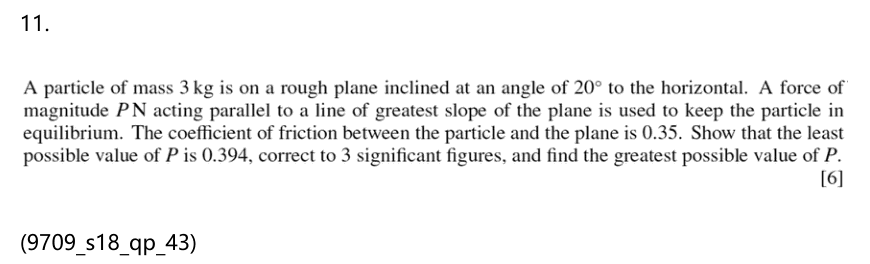 11.
A particle of mass 3 kg is on a rough plane inclined at an angle of 20° to the horizontal. A force of
magnitude P N acting parallel to a line of greatest slope of the plane is used to keep the particle in
equilibrium. The coefficient of friction between the particle and the plane is 0.35. Show that the least
possible value of P is 0.394, correct to 3 significant figures, and find the greatest possible value of P.
[6]
(9709_s18_qp_43)